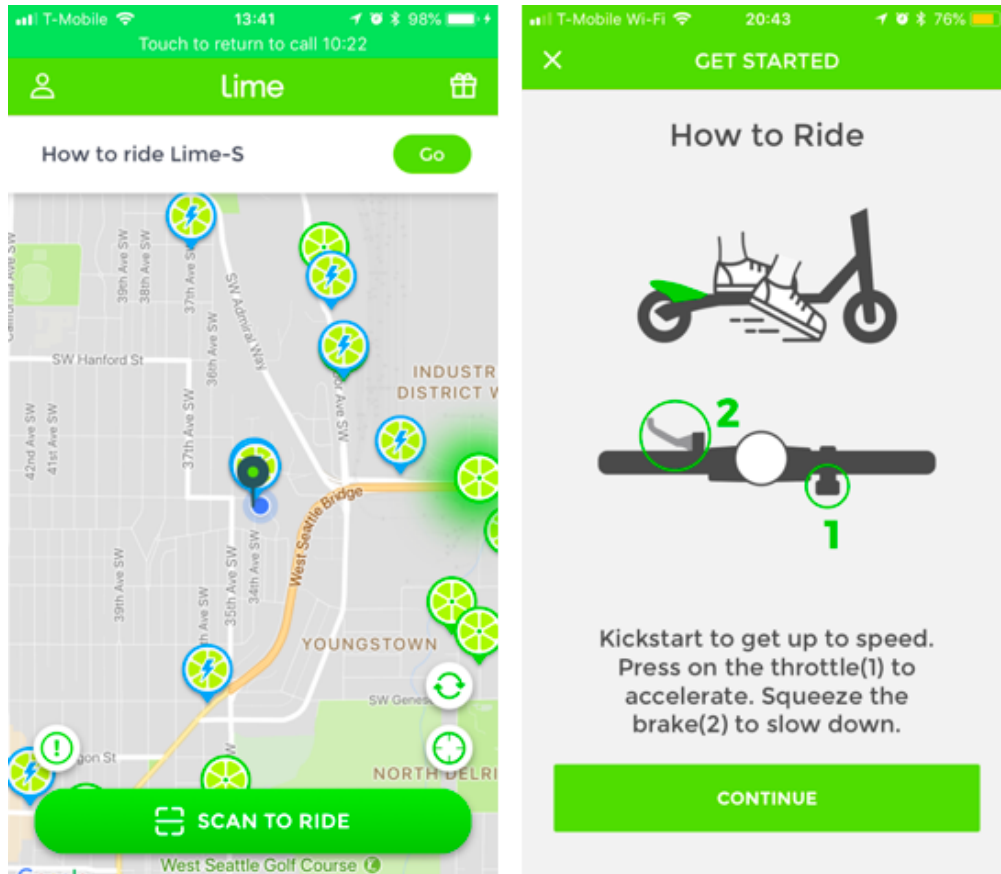 T-Mobile 13:41 98%
Touch to return to call 10:22
Lime
How to ride Lime-S Go
39th Ave SW
38th Ave SW
37th Ave S
SW Admiral Way
36th Ave SW
SW Hanford St
INDUSTR
DISTRICT W
42nd Ave SW
41st Ave SW
37th Ave SW
West Seattle Bridge
39th Ave SW
35th Ave SW
34th Ave SW
YOUNGSTOWN
SW Genes
NORTH DELRI
SCAN TO RIDE
West Seattle Golf Course
T-Mobile Wi-Fi 20:43 76%
GET STARTED
How to Ride
2
1
Kickstart to get up to speed.
Press on the throttle(1) to
accelerate. Squeeze the
brake(2) to slow down.
CONTINUE